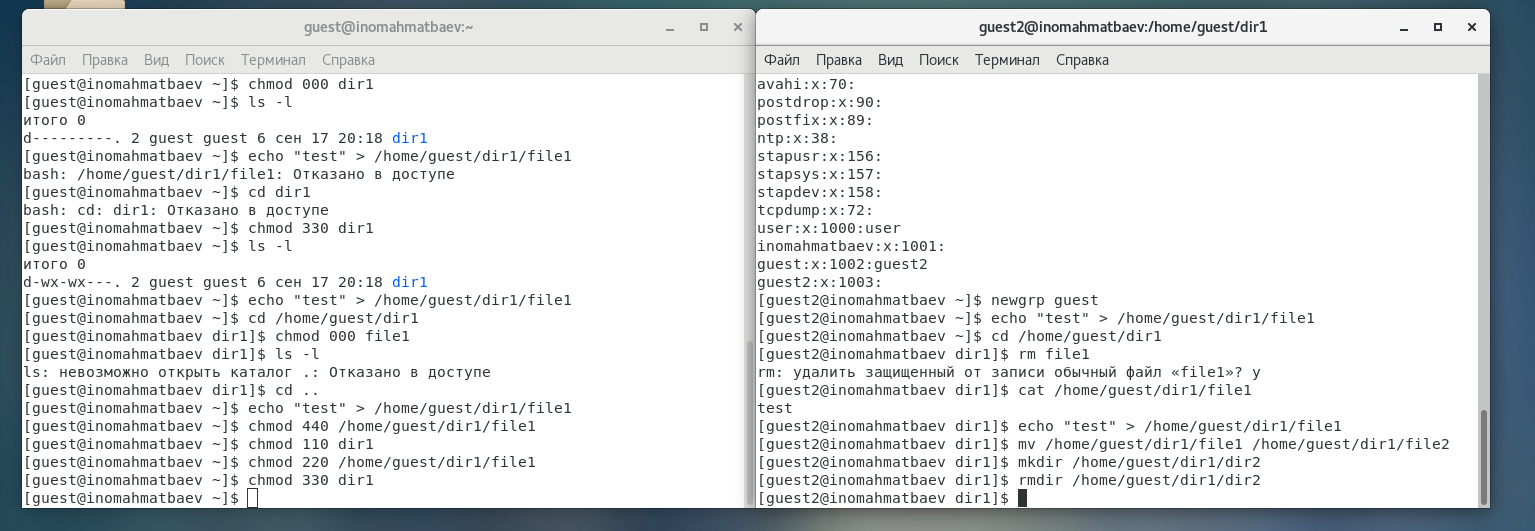 guest@inomahmatbaev:~
Файл Правка Вид Поиск Терминал Справка
[guest@inomahmatbaev ~]$ chmod 000 dir1
[guest@inomahmatbaev ~]$ ls -l
итого 0
d---------. 2 guest guest 6 сен 17 20:18 dir1
[guest@inomahmatbaev ~]$ echo "test" > /home/guest/dir1/file1
bash: /home/guest/dir1/file1: Отказано в доступе
[guest@inomahmatbaev ~]$ cd dir1
bash: cd: dir1: Отказано в доступе
[guest@inomahmatbaev ~]$ chmod 330 dir1
[guest@inomahmatbaev ~]$ ls -l
итого 0
d-wx-wx---. 2 guest guest 6 сен 17 20:18 dir1
[guest@inomahmatbaev ~]$ echo "test" > /home/guest/dir1/file1
[guest@inomahmatbaev ~]$ cd /home/guest/dir1
[guest@inomahmatbaev dir1]$ chmod 000 file1
[guest@inomahmatbaev dir1]$ ls -l
ls: невозможно открыть каталог .: Отказано в доступе
[guest@inomahmatbaev dir1]$ cd ..
[guest@inomahmatbaev ~]$ echo "test" > /home/guest/dir1/file1
[guest@inomahmatbaev ~]$ chmod 440 /home/guest/dir1/file1
[guest@inomahmatbaev ~]$ chmod 110 dir1
[guest@inomahmatbaev ~]$ chmod 220 /home/guest/dir1/file1
[guest@inomahmatbaev ~]$ chmod 330 dir1
[guest@inomahmatbaev ~]$
guest2@inomahmatbaev:/home/guest/dir1
Файл Правка Вид Поиск Терминал Справка
avahi:x:70:
postdrop:x:90:
postfix:x:89:
ntp:x:38:
stapusr:x:156:
stapsys:x:157:
stapdev:x:158:
tcpdump:x:72:
user:x:1000:user
inomahmatbaev:x:1001:
guest:x:1002:guest2
guest2:x:1003:
[guest2@inomahmatbaev ~]$ newgrp guest
[guest2@inomahmatbaev ~]$ echo "test" > /home/guest/dir1/file1
[guest2@inomahmatbaev ~]$ cd /home/guest/dir1
[guest2@inomahmatbaev dir1]$ rm file1
rm: удалить защищенный от записи обычный файл «file1»? y
[guest2@inomahmatbaev dir1]$ cat /home/guest/dir1/file1
test
[guest2@inomahmatbaev dir1]$ echo "test" > /home/guest/dir1/file1
[guest2@inomahmatbaev dir1]$ mv /home/guest/dir1/file1 /home/guest/dir1/file2
[guest2@inomahmatbaev dir1]$ mkdir /home/guest/dir1/dir2
[guest2@inomahmatbaev dir1]$ rmdir /home/guest/dir1/dir2
[guest2@inomahmatbaev dir1]$